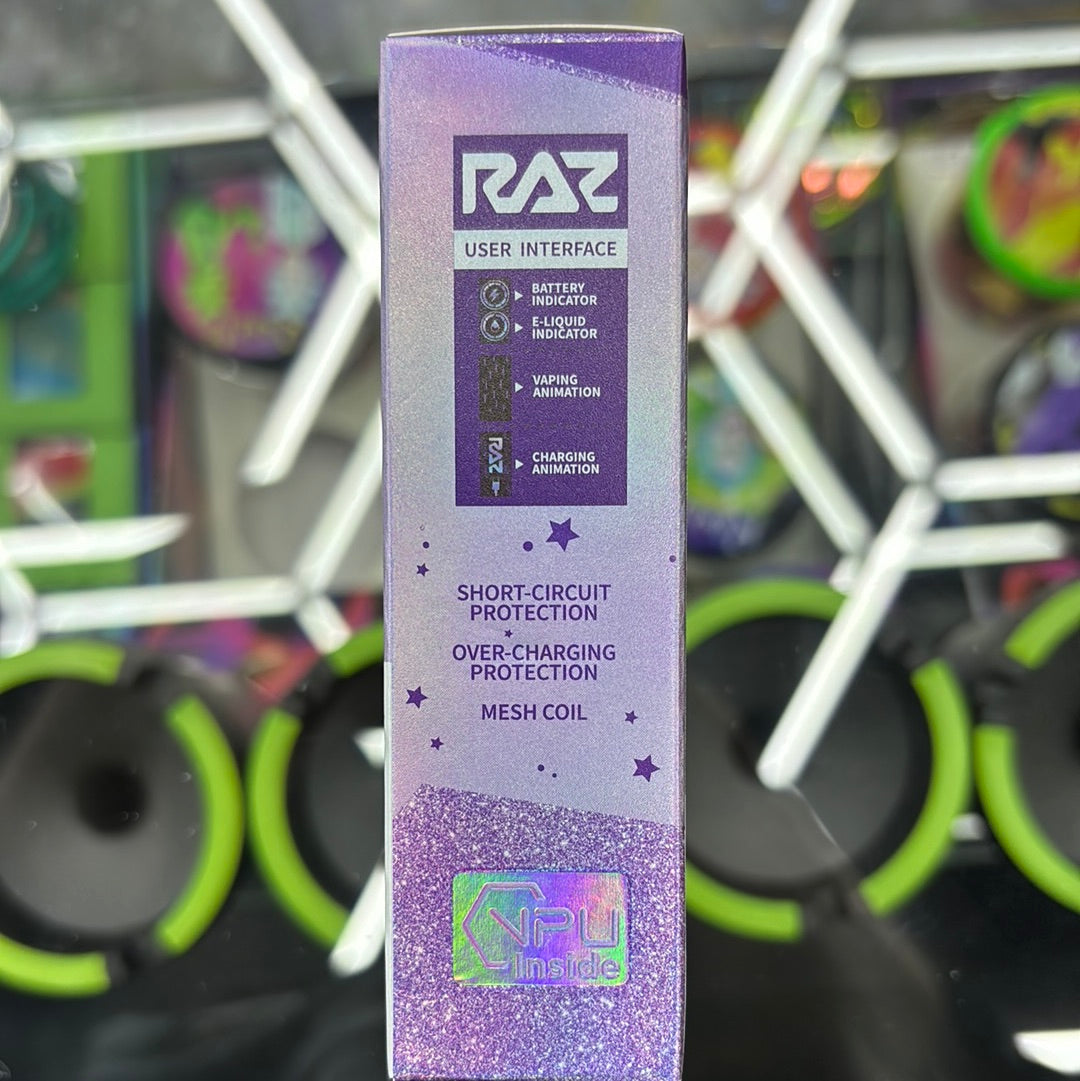 RAZ
USER INTERFACE
BATTERY
INDICATOR
E-LIQUID
INDICATOR
VAPING
ANIMATION
RAZ
CHARGING
ANIMATION
SHORT-CIRCUIT
PROTECTION
OVER-CHARGING
PROTECTION
MESH COIL
VPU
Inside